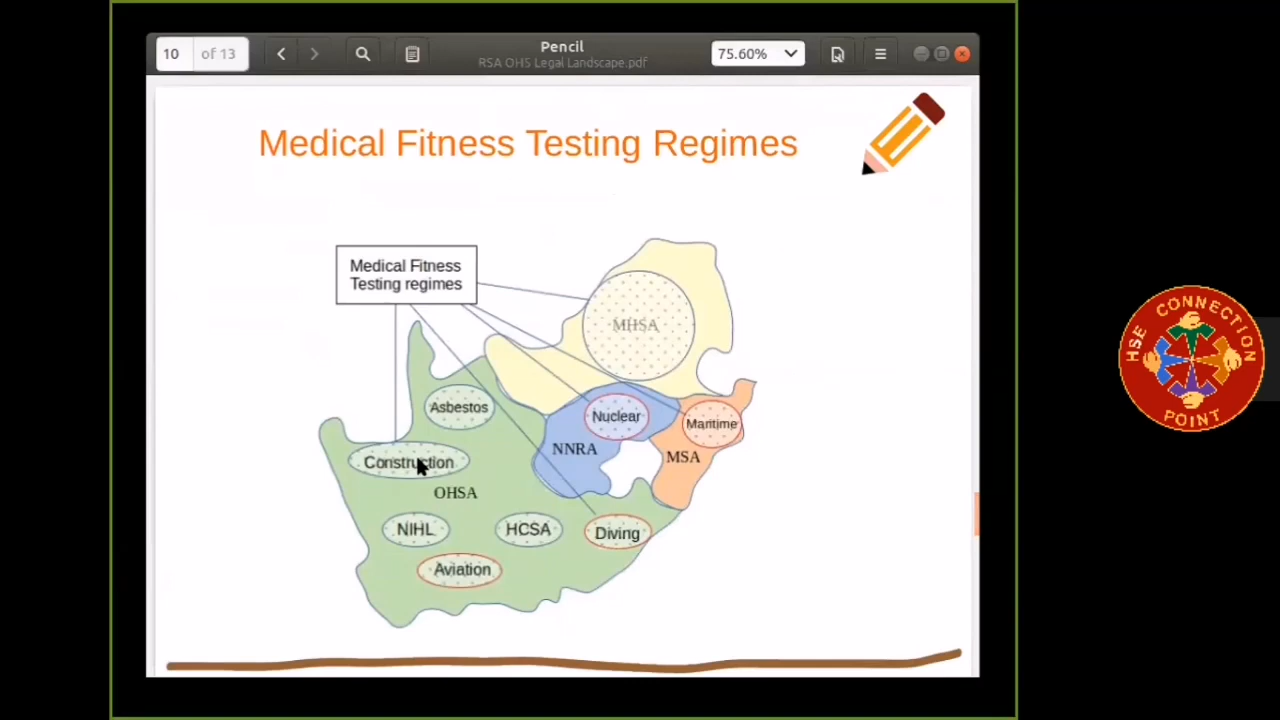 10 of 13
Pencil
RSA OHS Legal Landscape.pdf
75.60%
Medical Fitness Testing Regimes
Medical Fitness
Testing regimes
MHSA
Asbestos
Nuclear
Maritime
NNRA
MSA
Construction
OHSA
NIHL
HCSA
Diving
Aviation
HSE CONNECTION
POINT